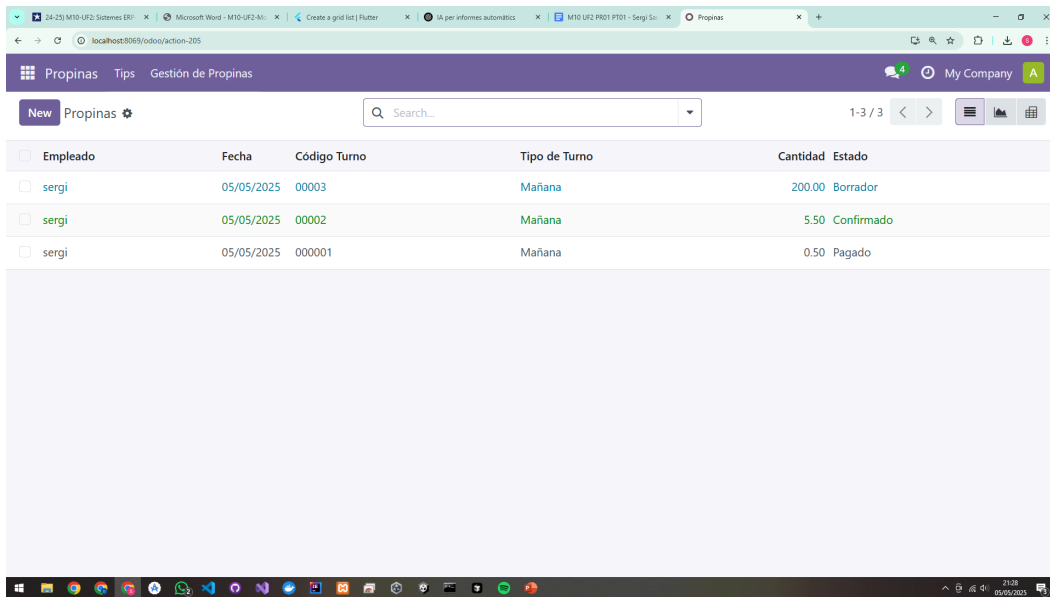 24-25) M10-UF2: Sistemes ERP- Microsoft Word - M10-UF2-Mo Create a grid list | Flutter IA per informes automàtics M10 UF2 PR01 PT01 - Sergi Sa Propinas
localhost:8069/odoo/action-205 S
Propinas Tips Gestión de Propinas 4 My Company A
New Propinas Search... 1-3 / 3
Empleado Fecha Código Turno Tipo de Turno Cantidad Estado
sergi 05/05/2025 00003 Mañana 200.00 Borrador
sergi 05/05/2025 00002 Mañana 5.50 Confirmado
sergi 05/05/2025 000001 Mañana 0.50 Pagado
21:28
05/05/2025